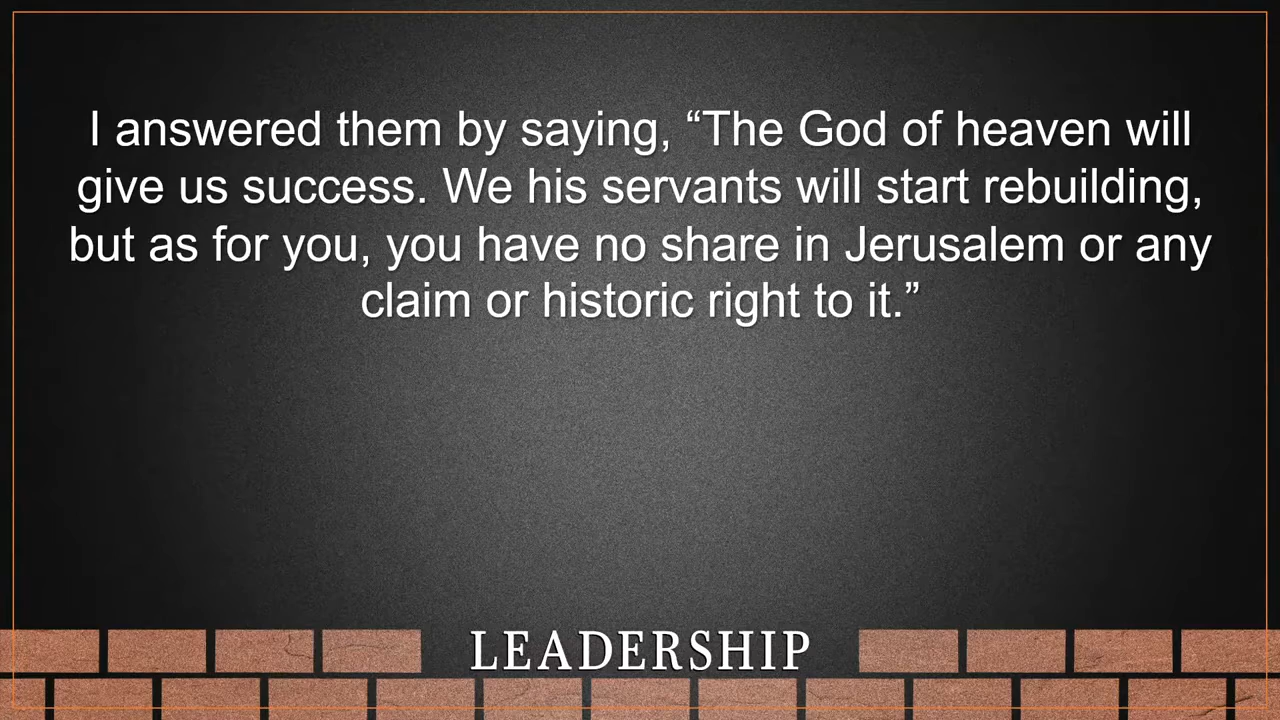 I answered them by saying, “The God of heaven will
give us success. We his servants will start rebuilding,
but as for you, you have no share in Jerusalem or any
claim or historic right to it.”
LEADERSHIP